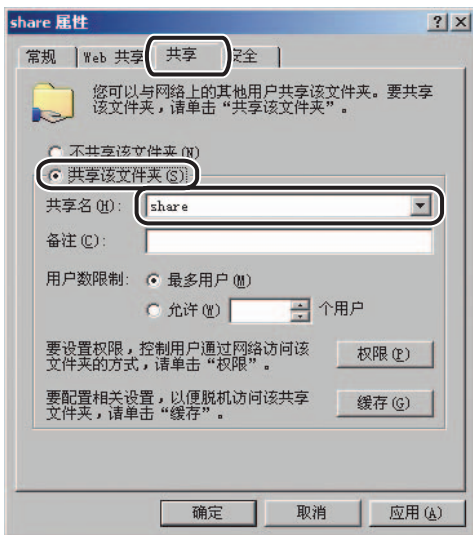 share 属性
常规 Web 共享 共享 安全
您可以与网络上的其他用户共享该文件夹。要共享
该文件夹，请单击“共享该文件夹”。
不共享该文件夹(N)
共享该文件夹(S)
共享名(H): share
备注(C):
用户数限制: 最多用户(M)
允许(W) 个用户
要设置权限，控制用户通过网络访问该
文件夹的方式，请单击“权限”。
权限(P)
要配置相关设置，以便脱机访问该共享
文件夹，请单击“缓存”。
缓存(G)
确定 取消 应用(A)